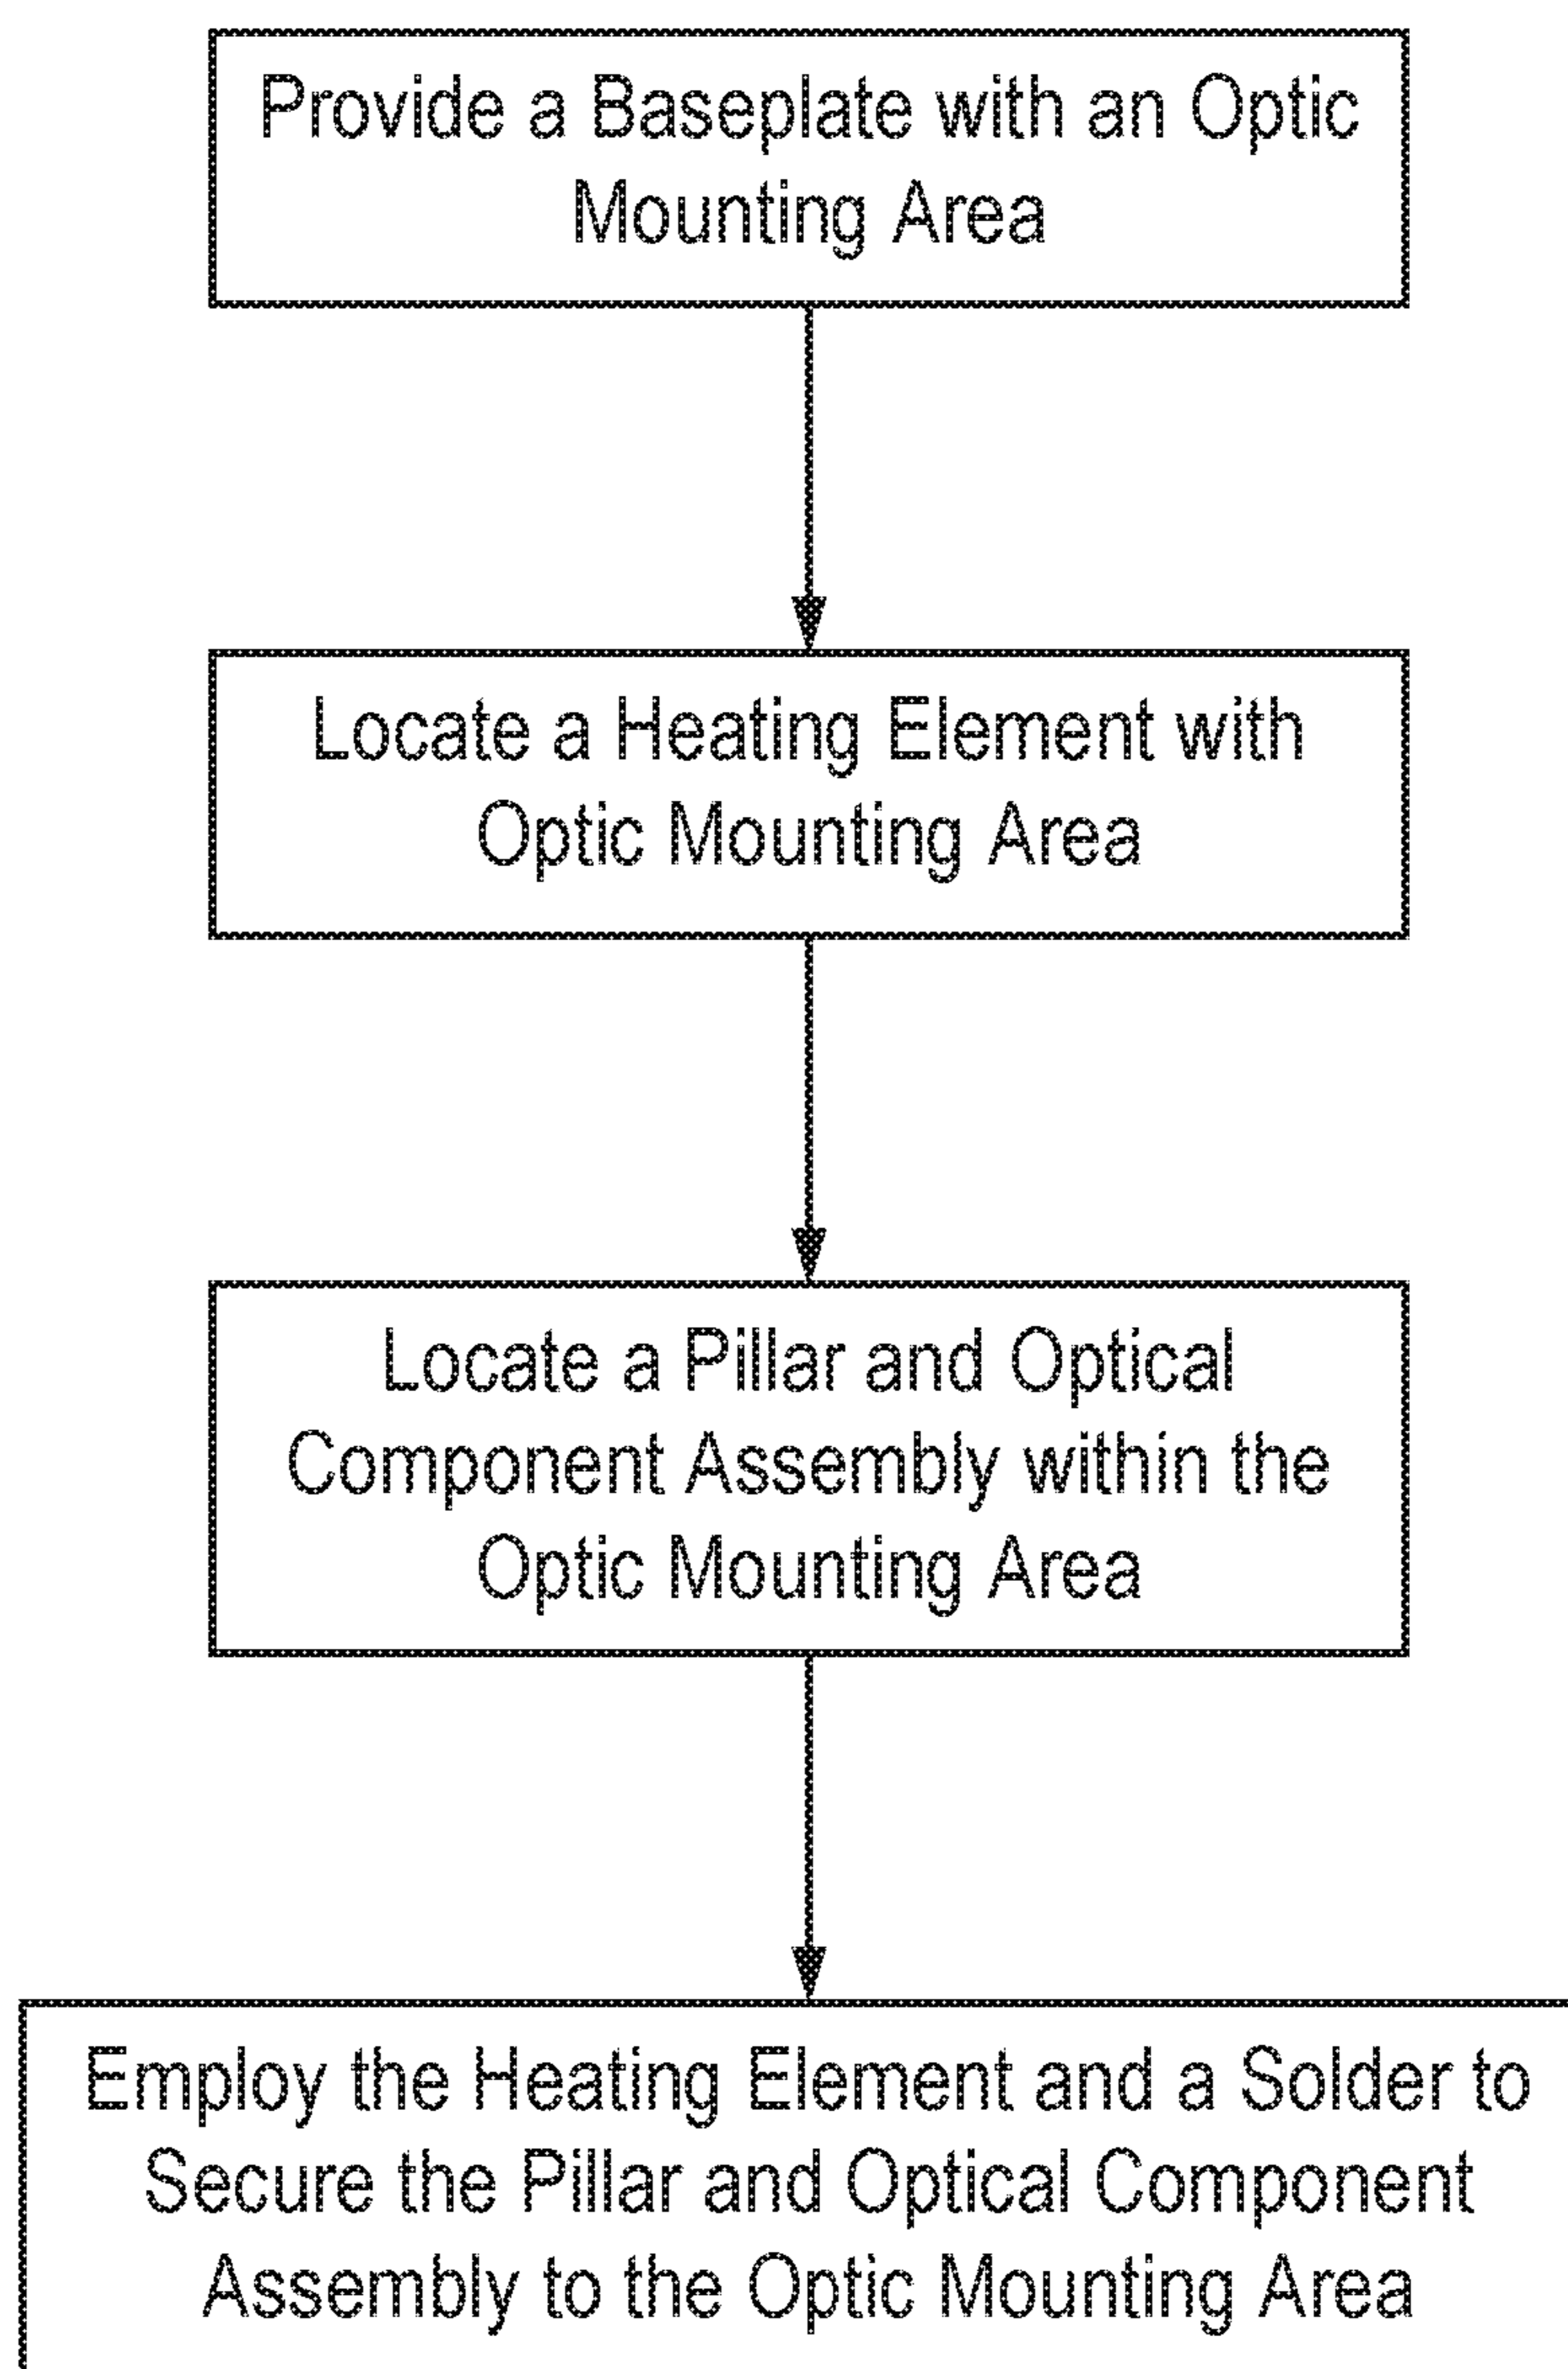 Provide a Baseplate with an Optic
Mounting Area
Locate a Heating Element with
Optic Mounting Area
Locate a Pillar and Optical
Component Assembly within the
Optic Mounting Area
Employ the Heating Element and a Solder to
Secure the Pillar and Optical Component
Assembly to the Optic Mounting Area